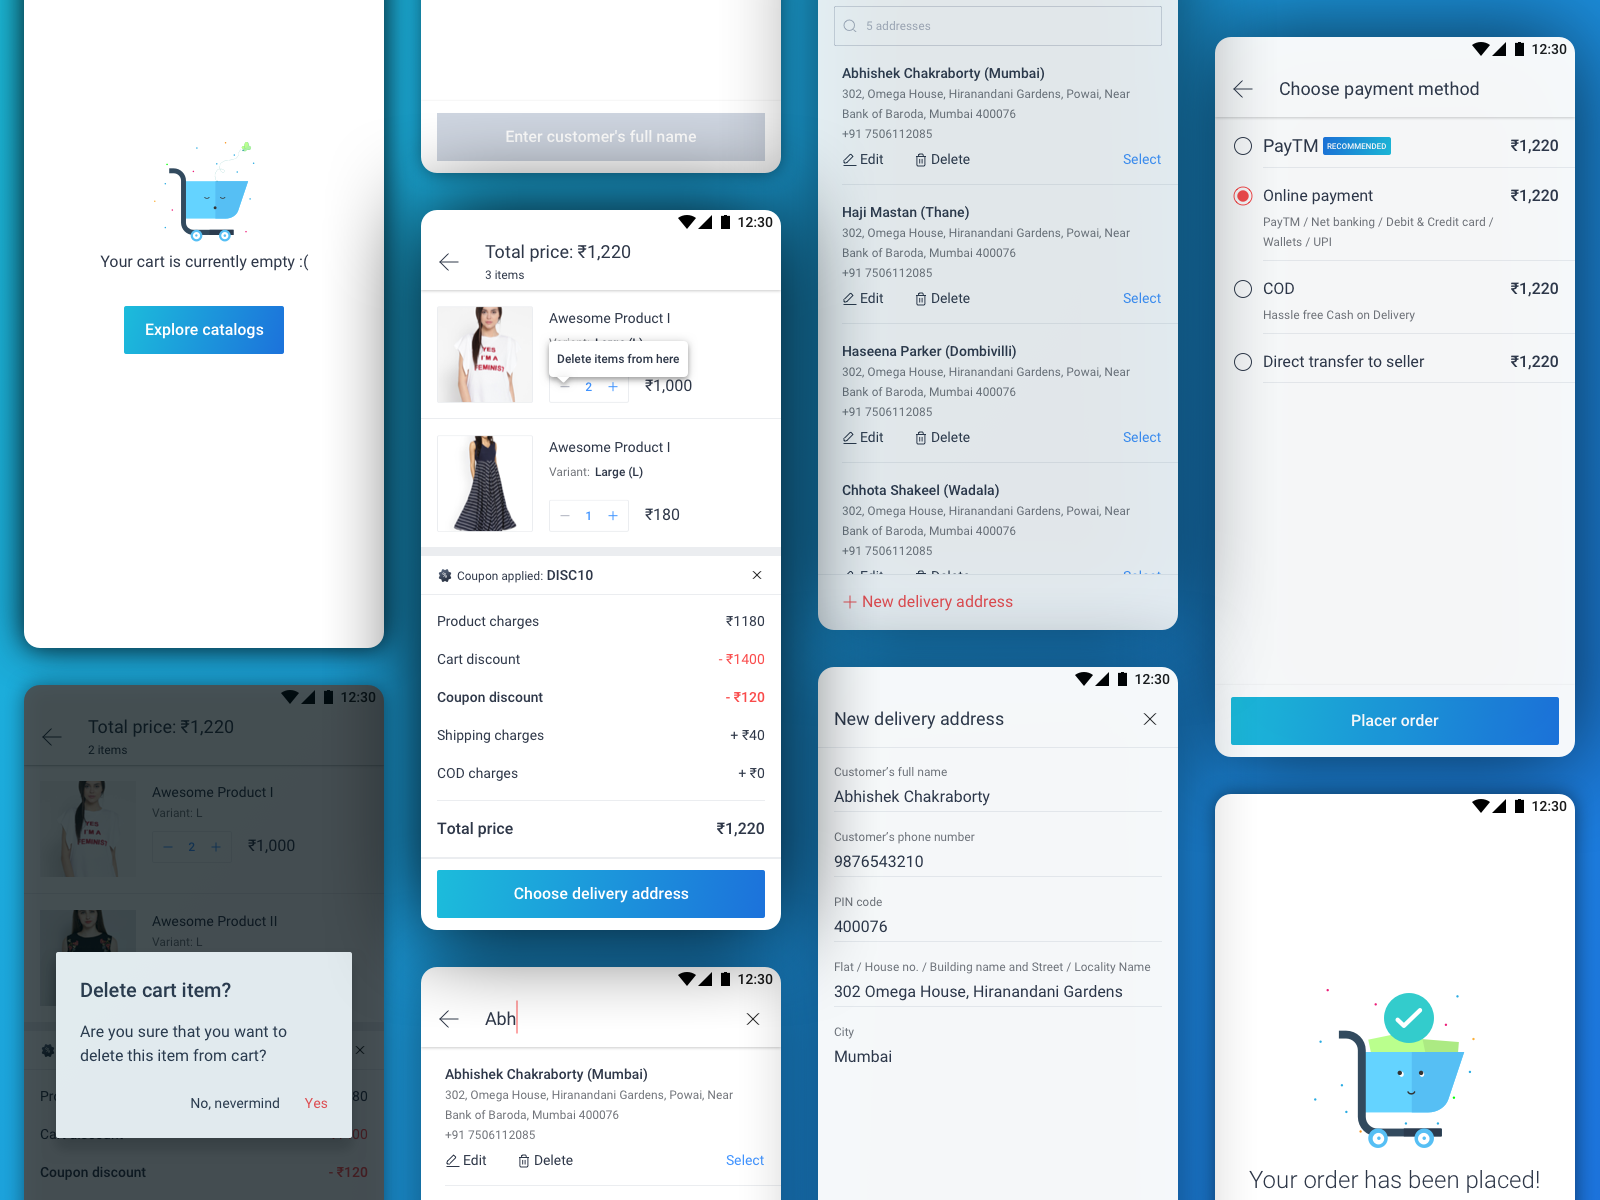 Your cart is currently empty :(
Explore catalogs
12:30
Total price: ₹1,220
2 items
Awesome Product I
Variant: L
YES
I'M A
FEMINIST
2
₹1,000
Awesome Product II
Variant: L
Delete cart item?
Are you sure that you want to
delete this item from cart?
No, nevermind Yes
Coupon discount - ₹120
Enter customer's full name
12:30
Total price: ₹1,220
3 items
YES
I'M A
FEMINIST
Awesome Product I
Delete items from here
2
₹1,000
Awesome Product I
Variant: Large (L)
1
₹180
Coupon applied: DISC10
Product charges ₹1180
Cart discount - ₹1400
Coupon discount - ₹120
Shipping charges + ₹40
COD charges + ₹0
Total price ₹1,220
Choose delivery address
12:30
Abh
Abhishek Chakraborty (Mumbai)
302, Omega House, Hiranandani Gardens, Powai, Near
Bank of Baroda, Mumbai 400076
+91 7506112085
Edit Delete Select
5 addresses
Abhishek Chakraborty (Mumbai)
302, Omega House, Hiranandani Gardens, Powai, Near
Bank of Baroda, Mumbai 400076
+91 7506112085
Edit Delete Select
Haji Mastan (Thane)
302, Omega House, Hiranandani Gardens, Powai, Near
Bank of Baroda, Mumbai 400076
+91 7506112085
Edit Delete Select
Haseena Parker (Dombivilli)
302, Omega House, Hiranandani Gardens, Powai, Near
Bank of Baroda, Mumbai 400076
+91 7506112085
Edit Delete Select
Chhota Shakeel (Wadala)
302, Omega House, Hiranandani Gardens, Powai, Near
Bank of Baroda, Mumbai 400076
+91 7506112085
Edit Delete Select
+ New delivery address
12:30
New delivery address
Customer's full name
Abhishek Chakraborty
Customer's phone number
9876543210
PIN code
400076
Flat / House no. / Building name and Street / Locality Name
302 Omega House, Hiranandani Gardens
City
Mumbai
12:30
Choose payment method
PayTM RECOMMENDED ₹1,220
Online payment ₹1,220
PayTM / Net banking / Debit & Credit card /
Wallets / UPI
COD ₹1,220
Hassle free Cash on Delivery
Direct transfer to seller ₹1,220
Placer order
12:30
Your order has been placed!